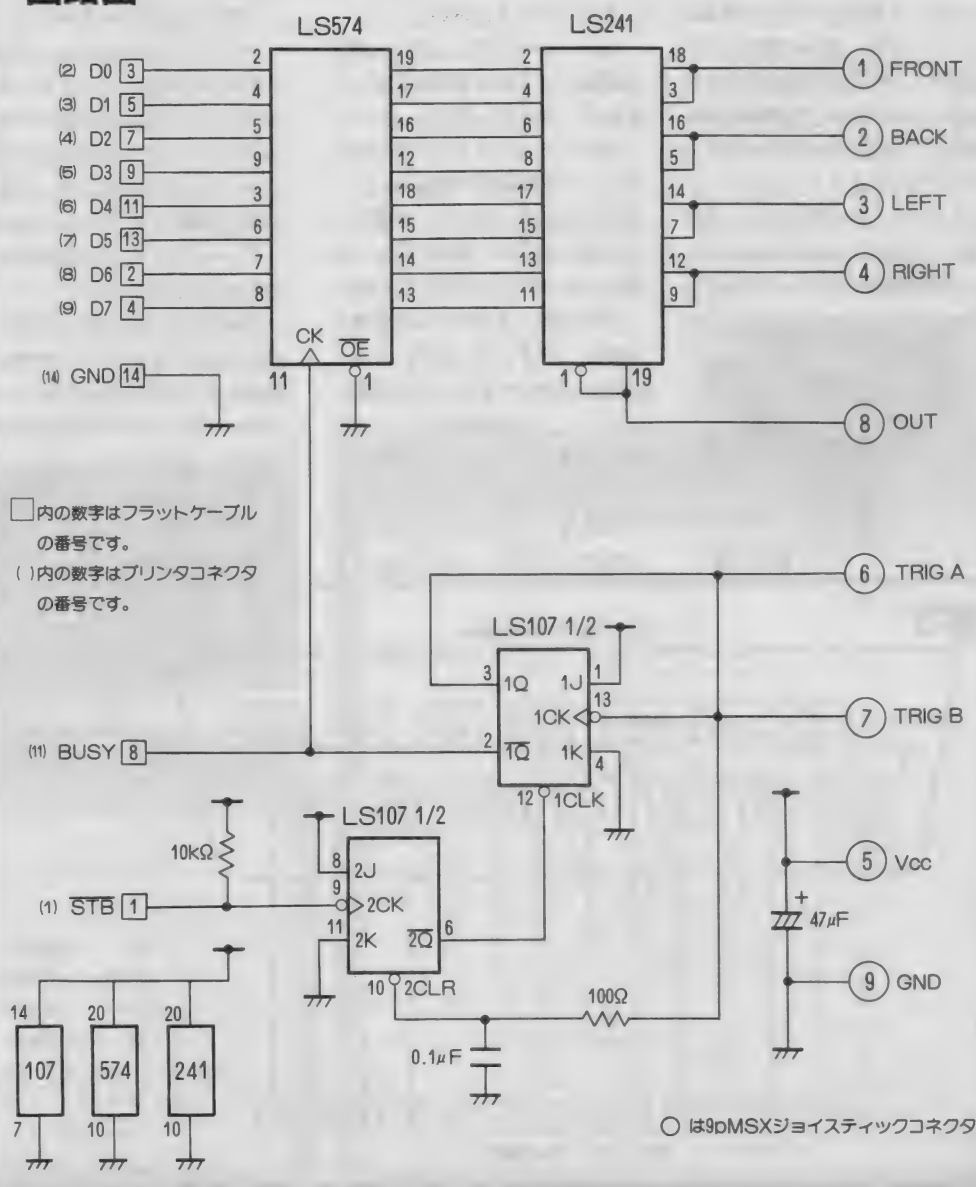 LS574
LS241
(2) D0 3
(3) D1 5
(4) D2 7
(5) D3 9
(6) D4 11
(7) D5 13
(8) D6 2
(9) D7 4
(14) GND 14
2
4
5
9
3
6
7
8
CK
OE
11
1
19
17
16
12
18
15
14
13
2
4
6
8
17
15
13
11
18
3
16
5
14
7
12
9
1
19
1 FRONT
2 BACK
3 LEFT
4 RIGHT
8 OUT
□内の数字はフラットケーブル
の番号です。
( )内の数字はプリンタコネクタ
の番号です。
6 TRIG A
7 TRIG B
LS107 1/2
3 1Q
1J 1
13
1CK
2 1Q
1K
4
12 1CLK
(11) BUSY 8
LS107 1/2
10kΩ
8 2J
9
2CK
(1) STB 1
11 2K
2Q 6
10 2CLR
100Ω
0.1μF
5 Vcc
+
47μF
9 GND
14
20
20
107
574
241
7
10
10
○ は9pMSXジョイスティックコネクタ